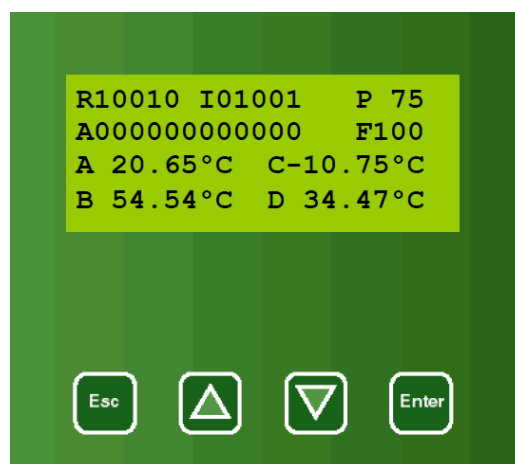 R10010 I01001 P 75
A000000000000 F100
A 20.65°C C-10.75°C
B 54.54°C D 34.47°C
Esc Enter